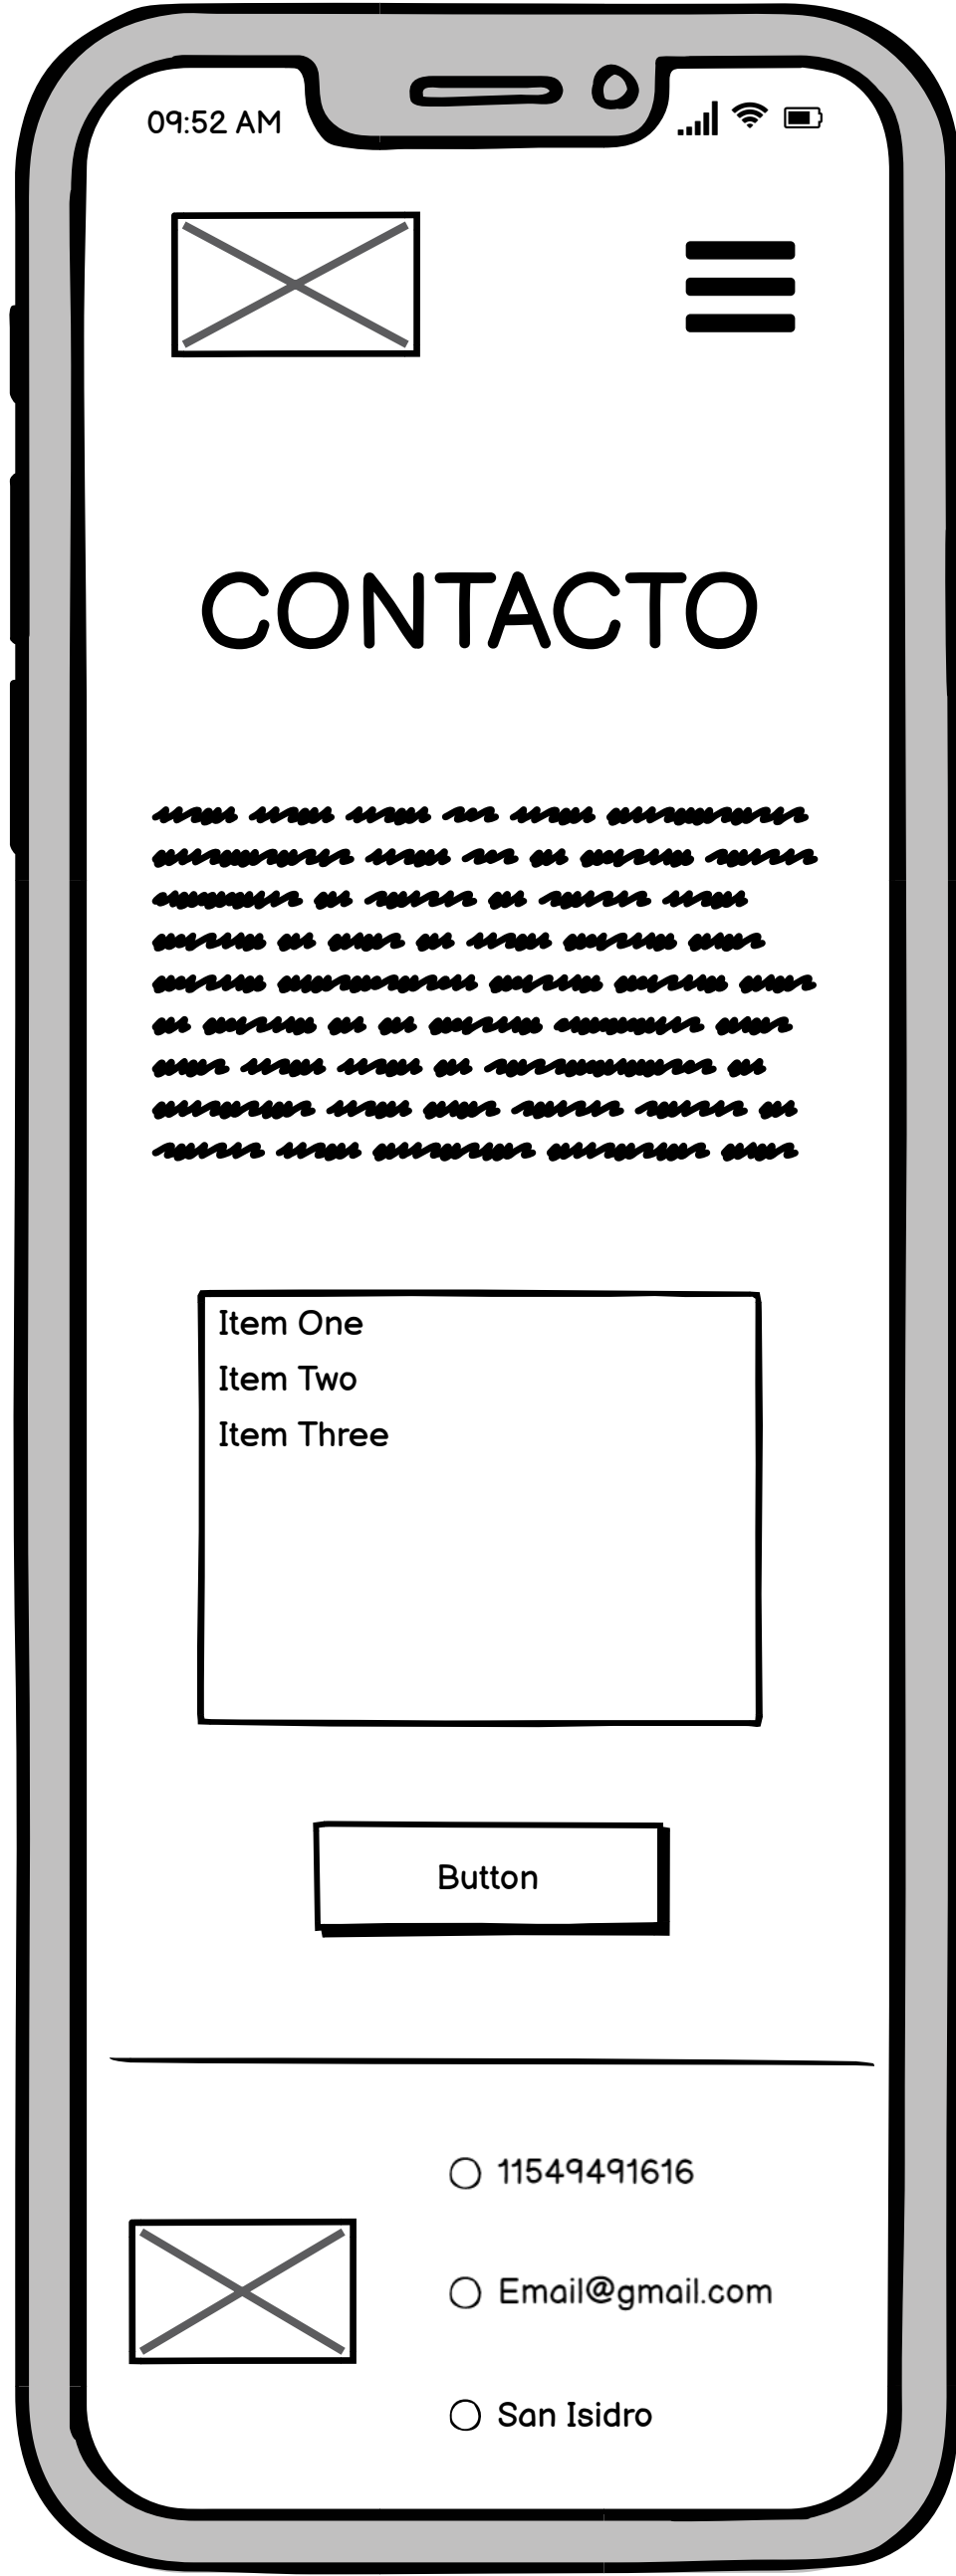 09:52 AM
CONTACTO
Item One
Item Two
Item Three
Button
11549491616
Email@gmail.com
San Isidro